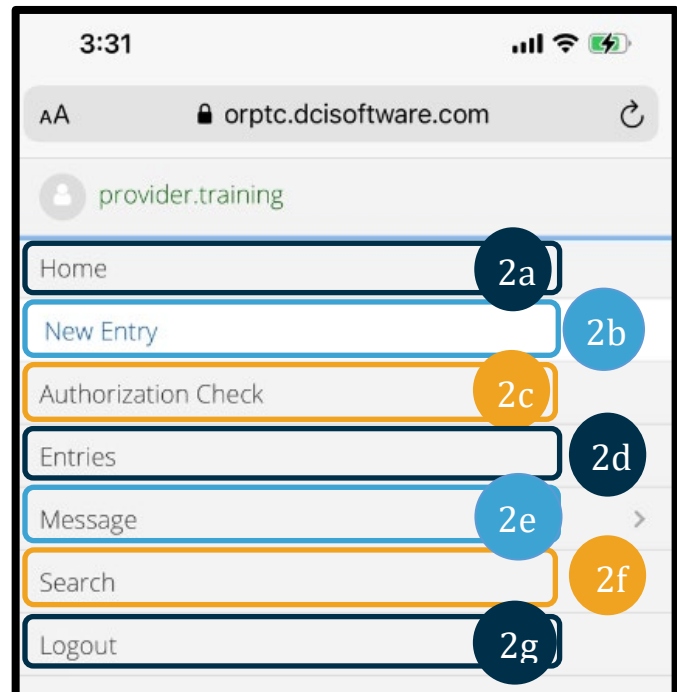 3:31
AA orptc.dcisoftware.com
provider.training
Home 2a
New Entry 2b
Authorization Check 2c
Entries 2d
Message 2e
Search 2f
Logout 2g